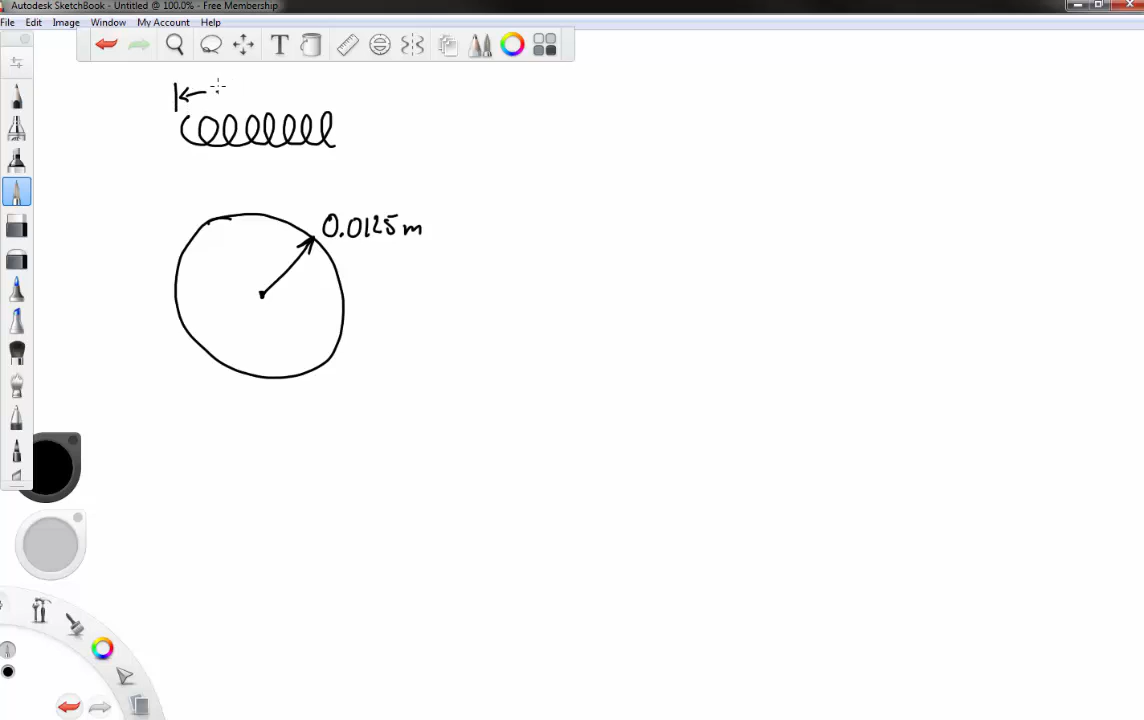 Autodesk SketchBook - Untitled @ 100.0% - Free Membership
File Edit Image Window My Account Help
T
0.0125 m